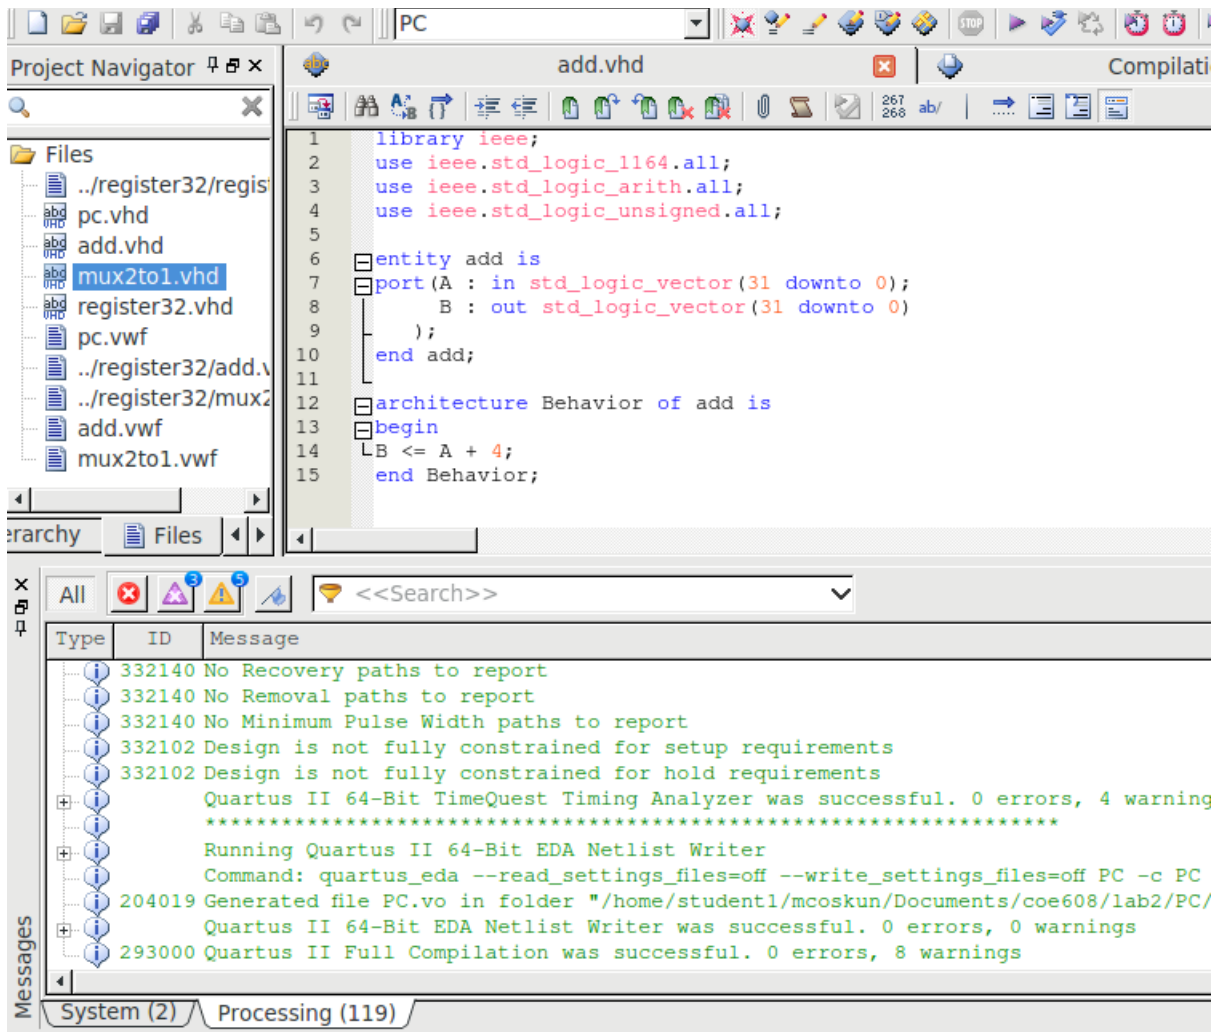 PC
Project Navigator
add.vhd
Compilati
267
268
ab/
Files
../register32/regist
pc.vhd
add.vhd
mux2to1.vhd
register32.vhd
pc.vwf
../register32/add.v
../register32/mux2
add.vwf
mux2to1.vwf
erarchy
Files
1 library ieee;
2 use ieee.std_logic_1164.all;
3 use ieee.std_logic_arith.all;
4 use ieee.std_logic_unsigned.all;
5
6 entity add is
7 port(A : in std_logic_vector(31 downto 0);
8 B : out std_logic_vector(31 downto 0)
9 );
10 end add;
11
12 architecture Behavior of add is
13 begin
14 B <= A + 4;
15 end Behavior;
All
3
5
<<Search>>
Type ID Message
332140 No Recovery paths to report
332140 No Removal paths to report
332140 No Minimum Pulse Width paths to report
332102 Design is not fully constrained for setup requirements
332102 Design is not fully constrained for hold requirements
Quartus II 64-Bit TimeQuest Timing Analyzer was successful. 0 errors, 4 warning
*******************************************************************
Running Quartus II 64-Bit EDA Netlist Writer
Command: quartus_eda --read_settings_files=off --write_settings_files=off PC -c PC
204019 Generated file PC.vo in folder "/home/student1/mcoskun/Documents/coe608/lab2/PC/
Quartus II 64-Bit EDA Netlist Writer was successful. 0 errors, 0 warnings
293000 Quartus II Full Compilation was successful. 0 errors, 8 warnings
Messages
System (2)
Processing (119)